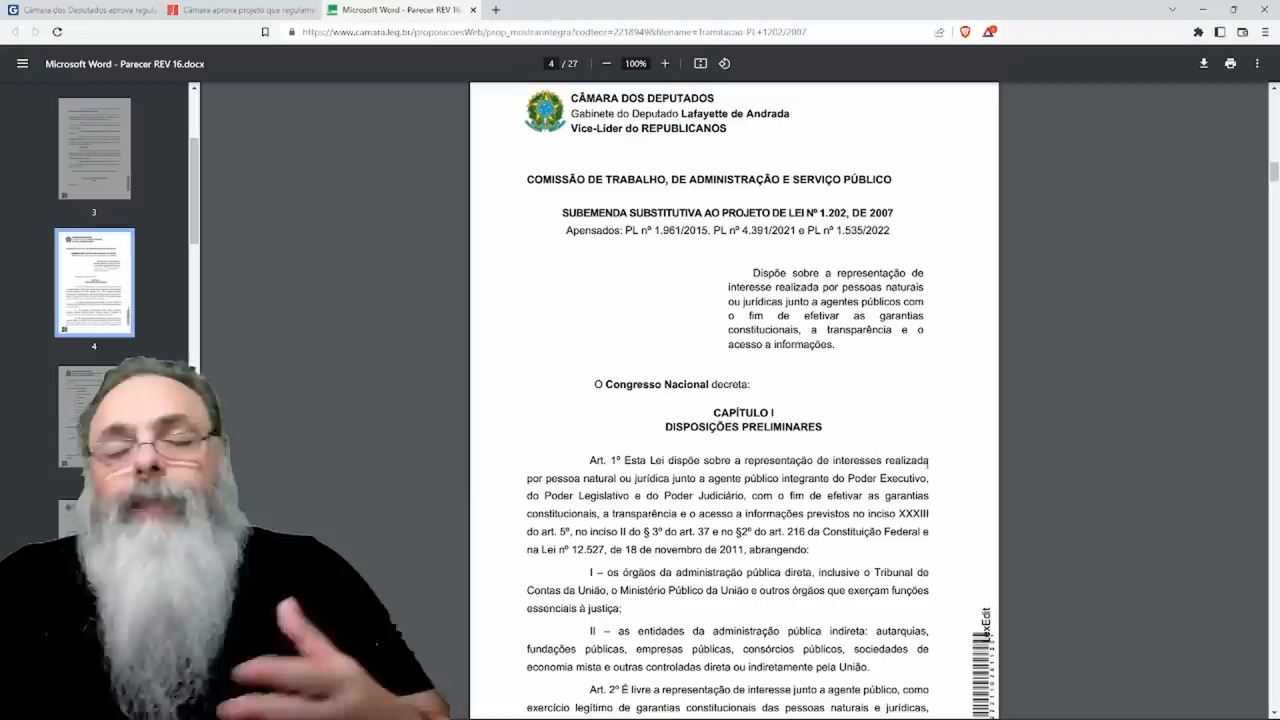 Câmara dos Deputados aprova regul
Câmara aprova projeto que regulame
Microsoft Word - Parecer REV 16.
https://www.camara.leg.br/proposicoesWeb/prop_mostrarintegra?codteor=2218949&filename=Tramitacao-PL+1202/2007
Microsoft Word - Parecer REV 16.docx
4 / 27
100%
3
4
CÂMARA DOS DEPUTADOS
Gabinete do Deputado Lafayette de Andrada
Vice-Líder do REPUBLICANOS
COMISSÃO DE TRABALHO, DE ADMINISTRAÇÃO E SERVIÇO PÚBLICO
SUBEMENDA SUBSTITUTIVA AO PROJETO DE LEI Nº 1.202, DE 2007
Apensados: PL nº 1.961/2015, PL nº 4.391/2021 e PL nº 1.535/2022
Dispõe sobre a representação de
interesse realizada por pessoas naturais
ou jurídicas junto a agentes públicos com
o fim de efetivar as garantias
constitucionais, a transparência e o
acesso a informações.
O Congresso Nacional decreta:
CAPÍTULO I
DISPOSIÇÕES PRELIMINARES
Art. 1º Esta Lei dispõe sobre a representação de interesses realizada
por pessoa natural ou jurídica junto a agente público integrante do Poder Executivo,
do Poder Legislativo e do Poder Judiciário, com o fim de efetivar as garantias
constitucionais, a transparência e o acesso a informações previstos no inciso XXXIII
do art. 5º, no inciso II do § 3º do art. 37 e no §2º do art. 216 da Constituição Federal e
na Lei nº 12.527, de 18 de novembro de 2011, abrangendo:
I – os órgãos da administração pública direta, inclusive o Tribunal de
Contas da União, o Ministério Público da União e outros órgãos que exerçam funções
essenciais à justiça;
II – as entidades da administração pública indireta: autarquias,
fundações públicas, empresas públicas, consórcios públicos, sociedades de
economia mista e outras controladas direta ou indiretamente pela União.
Art. 2º É livre a representação de interesse junto a agente público, como
exercício legítimo de garantias constitucionais das pessoas naturais e jurídicas,
LexEdit